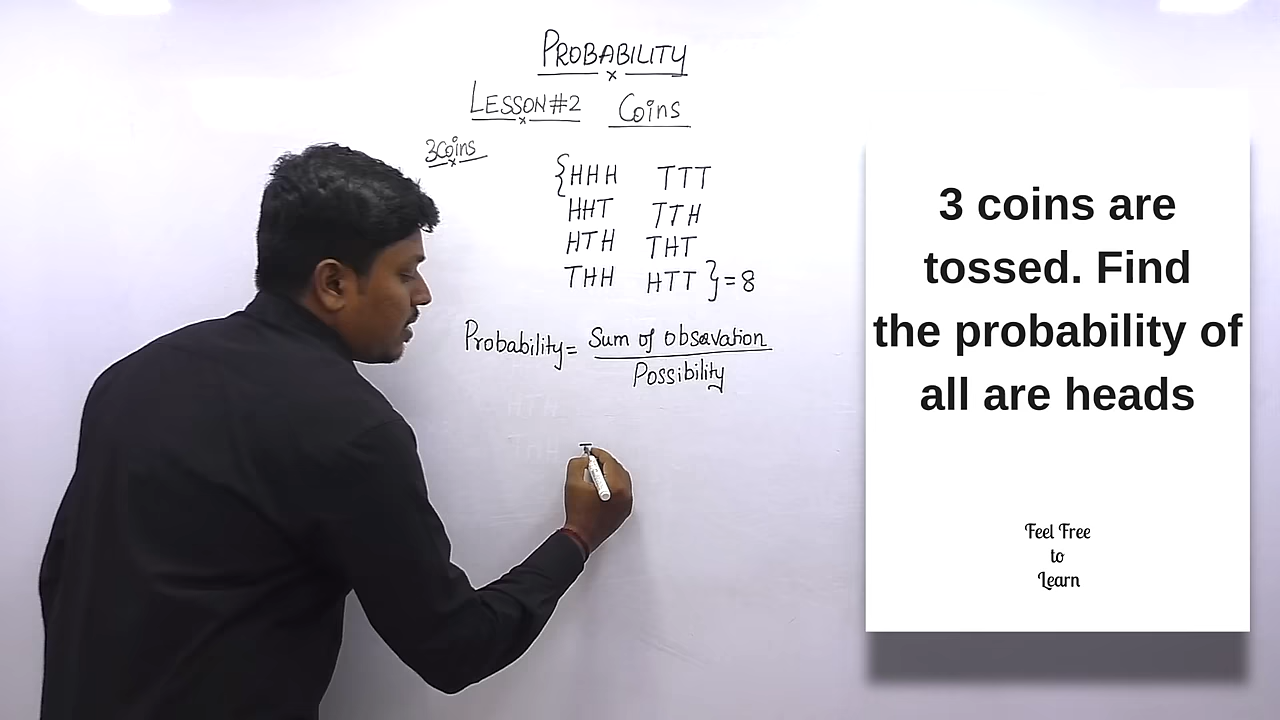 PROBABILITY
LESSON#2 Coins
3Coins
{HHH TTT
HHT TTH
HTH THT
THH HTT }=8
Probability= Sum of obsevation
Possibility
3 coins are
tossed. Find
the probability of
all are heads
Feel Free
to
Learn